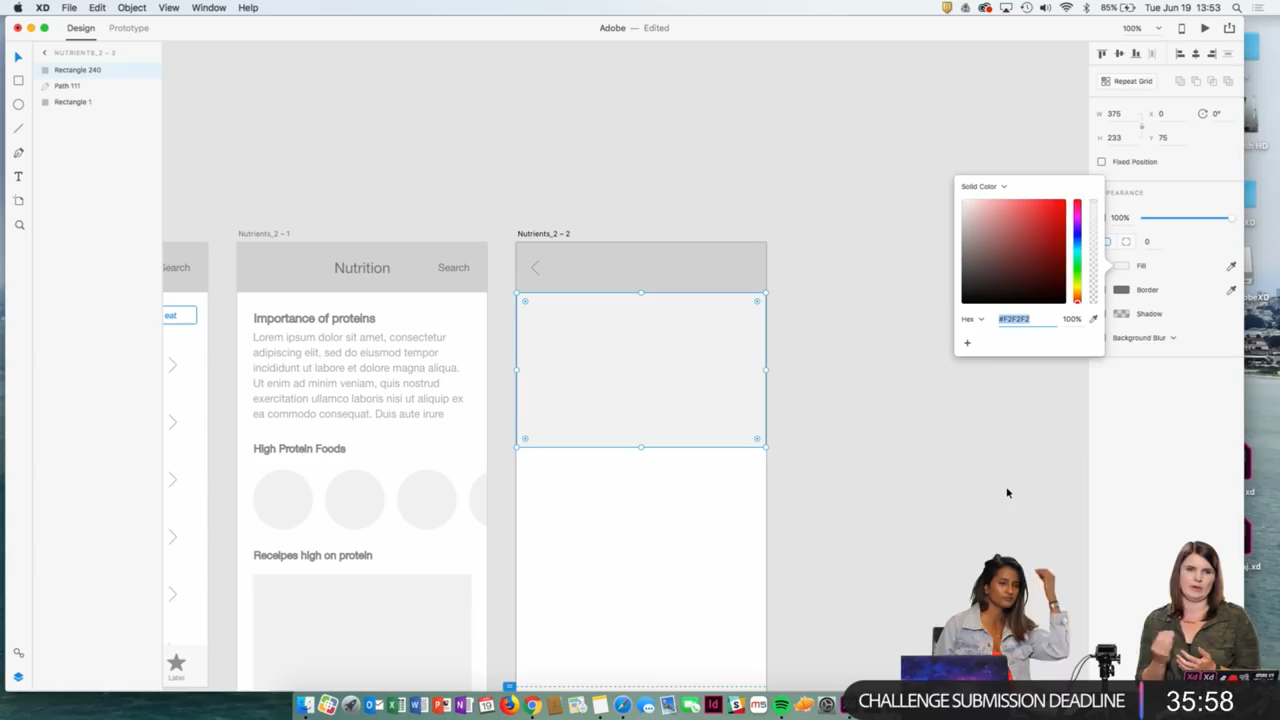 XD File Edit Object View Window Help
85% Tue Jun 19 13:53
Design Prototype
Adobe — Edited
100%
NUTRIENTS_2 – 2
Rectangle 240
Path 111
Rectangle 1
Repeat Grid
W 375 X 0 0°
H 233 Y 75
Fixed Position
APPEARANCE
100%
0
Fill
Border
Shadow
Background Blur
Solid Color
Hex #F2F2F2 100%
Search
eat
Label
Nutrients_2 – 1
Nutrition Search
Importance of proteins
Lorem ipsum dolor sit amet, consectetur
adipiscing elit, sed do eiusmod tempor
incididunt ut labore et dolore magna aliqua.
Ut enim ad minim veniam, quis nostrud
exercitation ullamco laboris nisi ut aliquip ex
ea commodo consequat. Duis aute irure
High Protein Foods
Receipes high on protein
Nutrients_2 – 2
CHALLENGE SUBMISSION DEADLINE 35:58